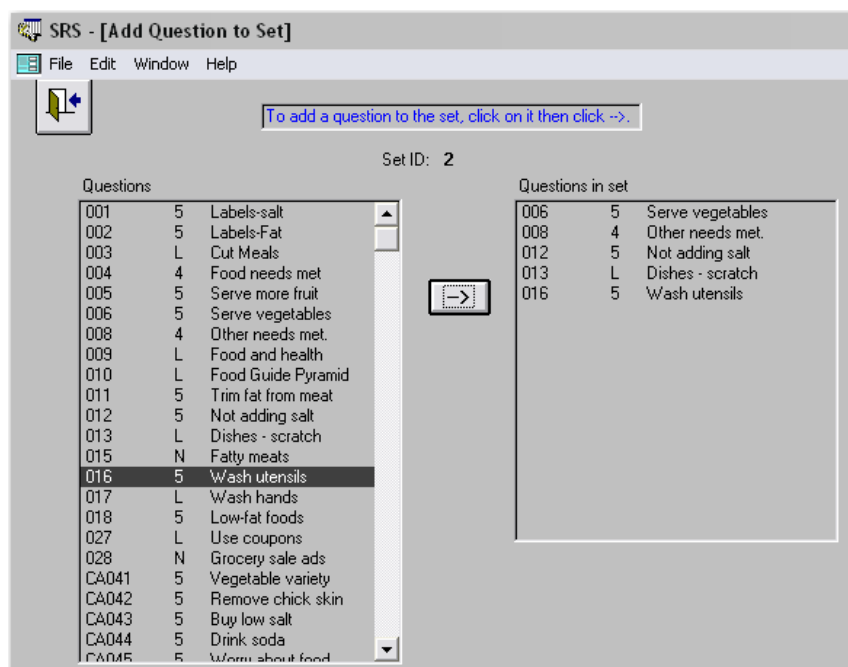 SRS - [Add Question to Set]
File Edit Window Help
To add a question to the set, click on it then click -->.
Set ID: 2
Questions
001 5 Labels-salt
002 5 Labels-Fat
003 L Cut Meals
004 4 Food needs met
005 5 Serve more fruit
006 5 Serve vegetables
008 4 Other needs met.
009 L Food and health
010 L Food Guide Pyramid
011 5 Trim fat from meat
012 5 Not adding salt
013 L Dishes - scratch
015 N Fatty meats
016 5 Wash utensils
017 L Wash hands
018 5 Low-fat foods
027 L Use coupons
028 N Grocery sale ads
CA041 5 Vegetable variety
CA042 5 Remove chick skin
CA043 5 Buy low salt
CA044 5 Drink soda
CA045 5 Worry about food
-->
Questions in set
006 5 Serve vegetables
008 4 Other needs met.
012 5 Not adding salt
013 L Dishes - scratch
016 5 Wash utensils